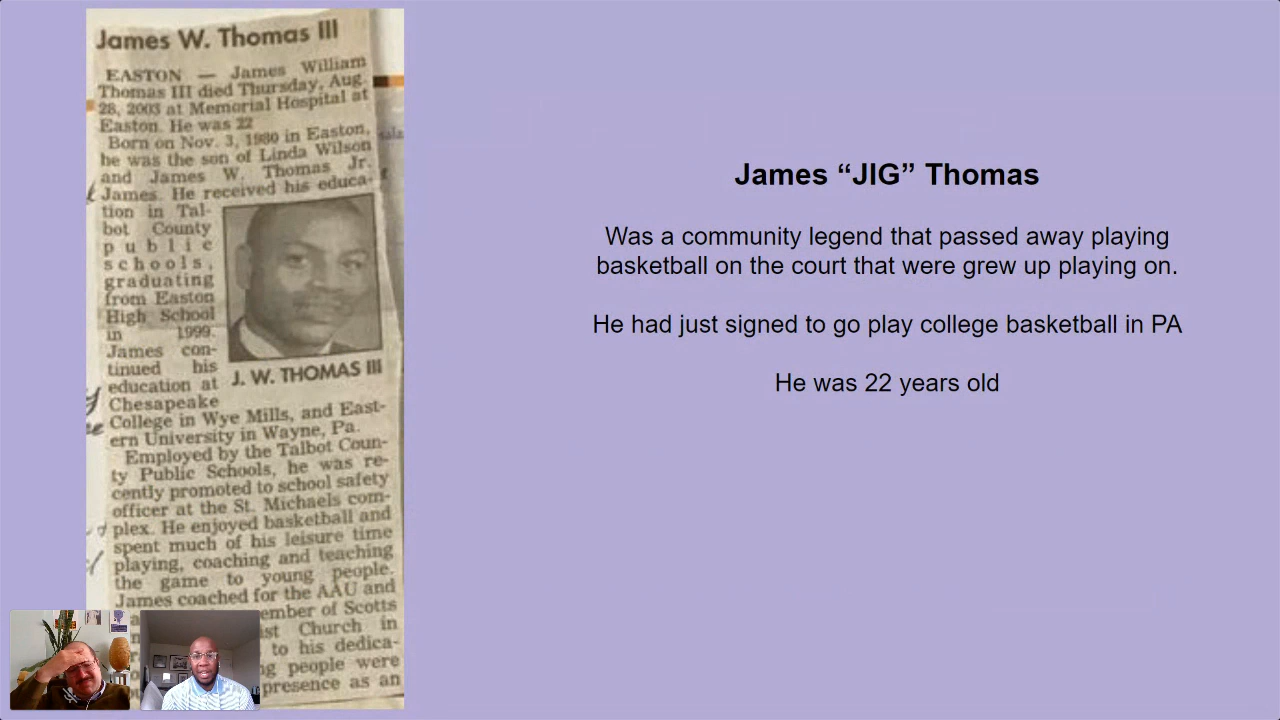 James W. Thomas III
EASTON — James William
Thomas III died Thursday, Aug.
28, 2003 at Memorial Hospital at
Easton. He was 22
Born on Nov. 3, 1980 in Easton,
he was the son of Linda Wilson
and James W. Thomas Jr.
James. He received his educa-
tion in Tal-
bot County
public
schools,
graduating
from Easton
High School
in 1999.
James con-
tinued his
education at
Chesapeake
College in Wye Mills, and East-
ern University in Wayne, Pa.
J. W. THOMAS III
Employed by the Talbot Coun-
ty Public Schools, he was re-
cently promoted to school safety
officer at the St. Michaels com-
plex. He enjoyed basketball and
spent much of his leisure time
playing, coaching and teaching
the game to young people.
James coached for the AAU and
ember of Scotts
Church in
to his dedica-
people were
presence as an
James “JIG” Thomas
Was a community legend that passed away playing
basketball on the court that were grew up playing on.
He had just signed to go play college basketball in PA
He was 22 years old